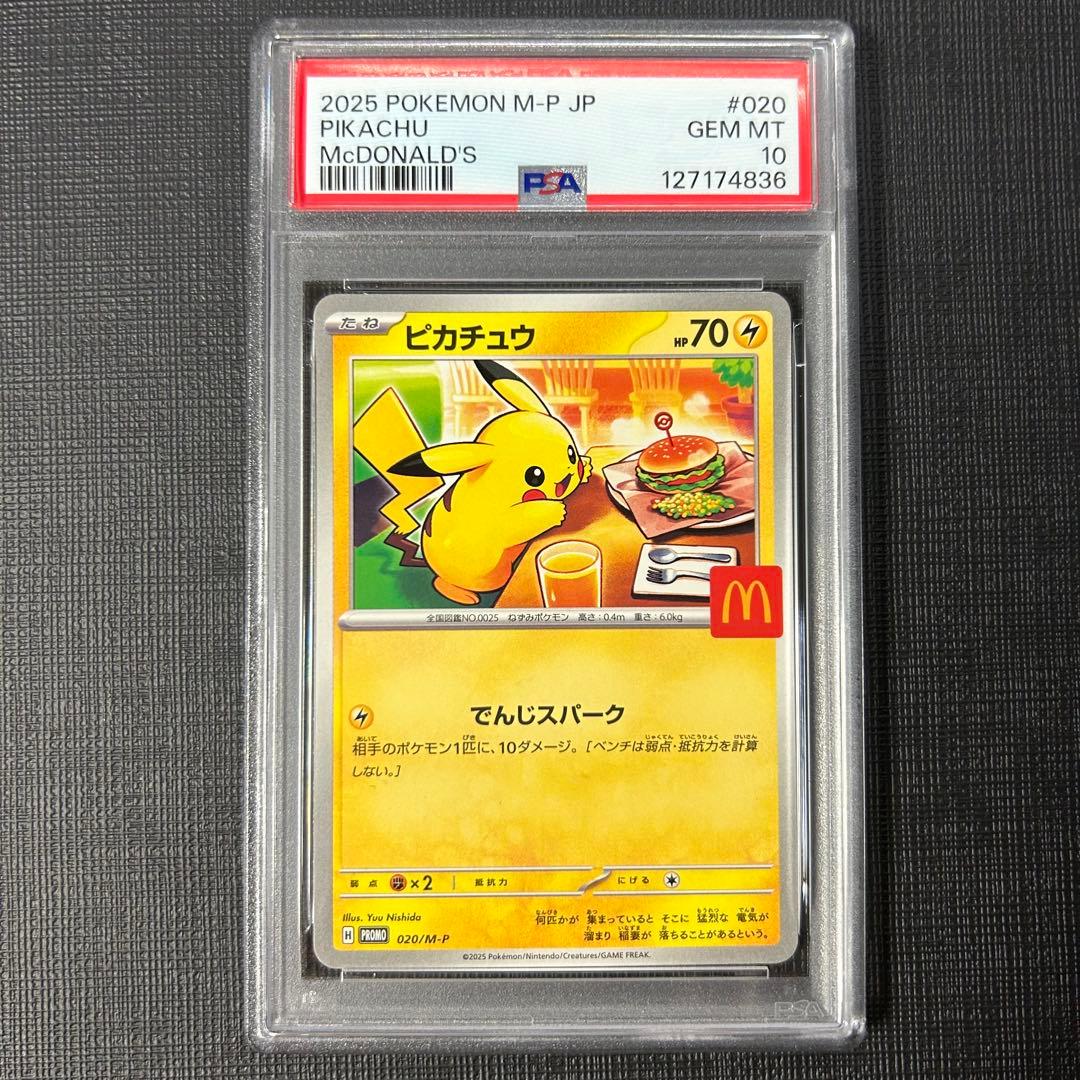 2025 POKEMON M-P JP #020
PIKACHU GEM MT
McDONALD'S 10
PSA 127174836
たね ピカチュウ HP70
全国図鑑NO.0025 ねずみポケモン 高さ:0.4m 重さ:6.0kg
でんじスパーク
相手のポケモン1匹に、10ダメージ。[ベンチは弱点・抵抗力を計算
しない。]
弱点 ×2 抵抗力 にげる
Illus. Yuu Nishida
何匹かが 集まっていると そこに 猛烈な 電気が
溜まり 稲妻が 落ちることがあるという。
H PROMO 020/M-P
©2025 Pokémon/Nintendo/Creatures/GAME FREAK.
PSA